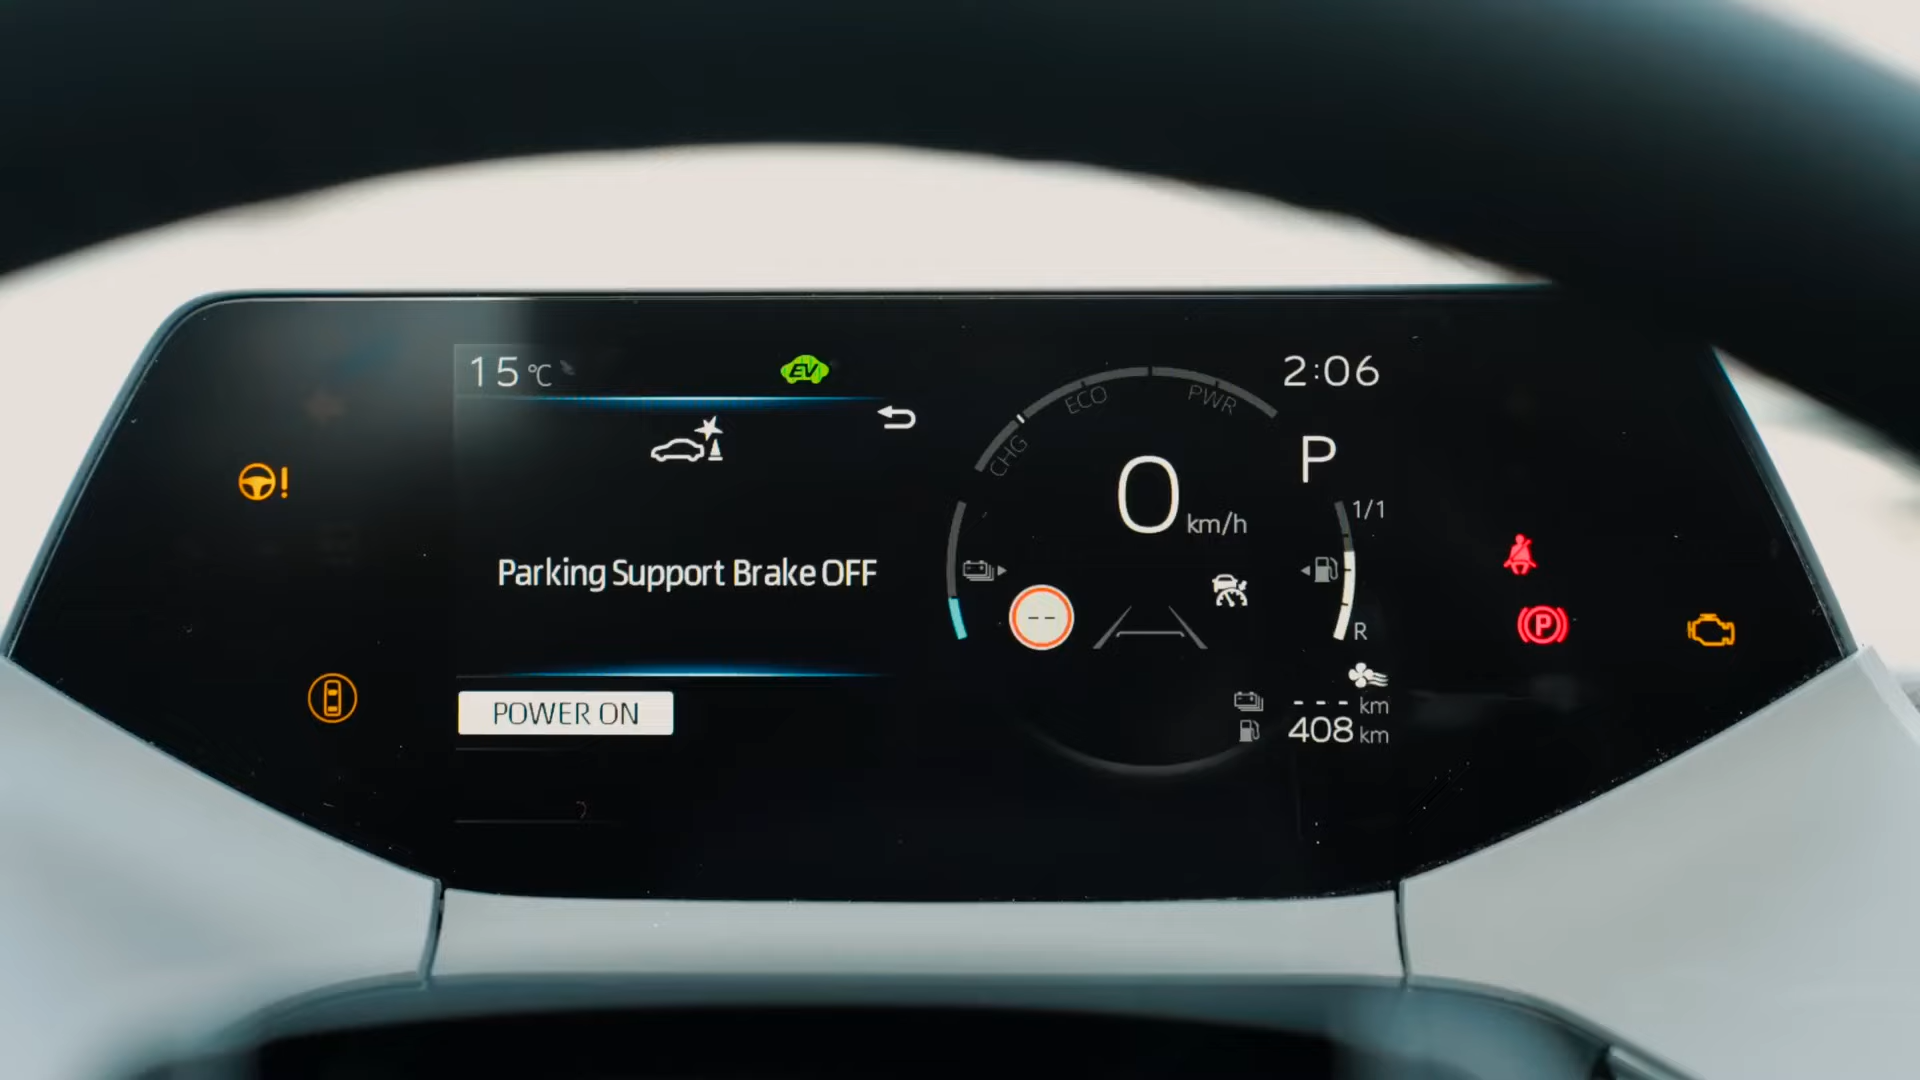 15 °C
EV
2:06
ECO
PWR
CHG
P
0 km/h
1/1
Parking Support Brake OFF
--
R
P
POWER ON
--- km
408 km